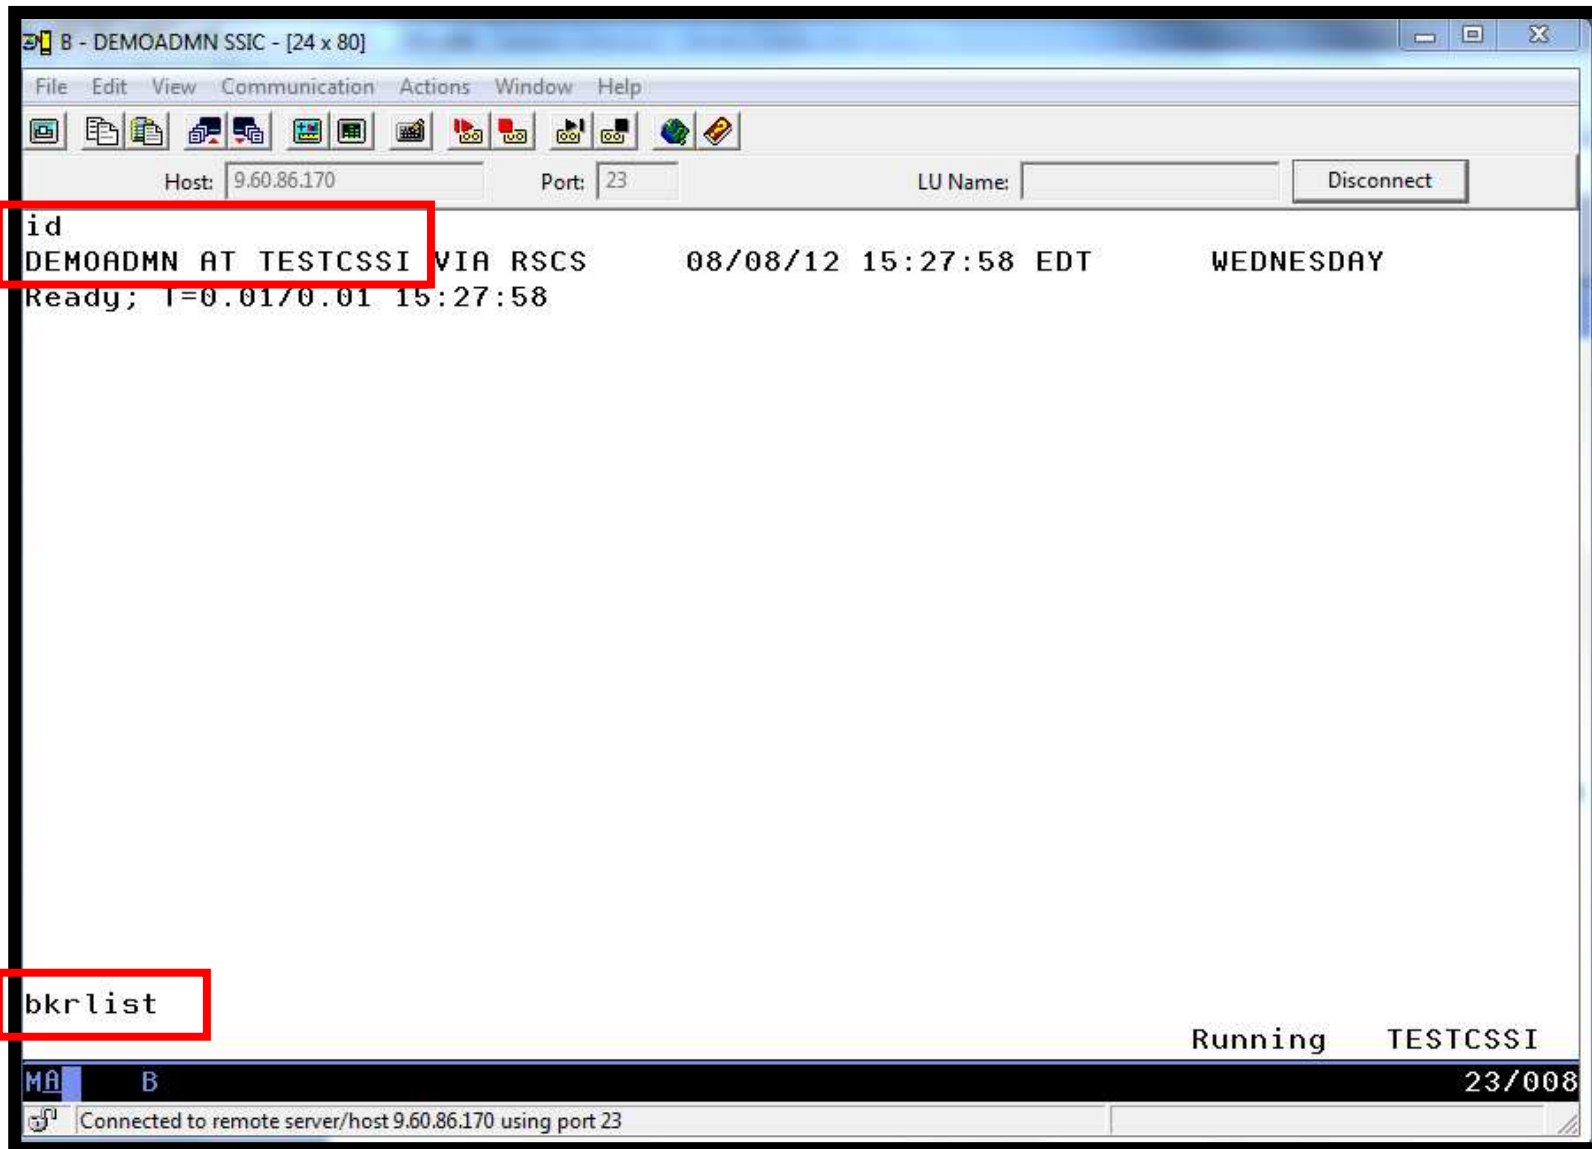 B - DEMOADMN SSIC - [24 x 80]
File Edit View Communication Actions Window Help
Host: 9.60.86.170 Port: 23 LU Name: Disconnect
id
DEMOADMN AT TESTCSSI VIA RSCS 08/08/12 15:27:58 EDT WEDNESDAY
Ready; T=0.01/0.01 15:27:58
bkrlist
Running TESTCSSI
MA B 23/008
Connected to remote server/host 9.60.86.170 using port 23